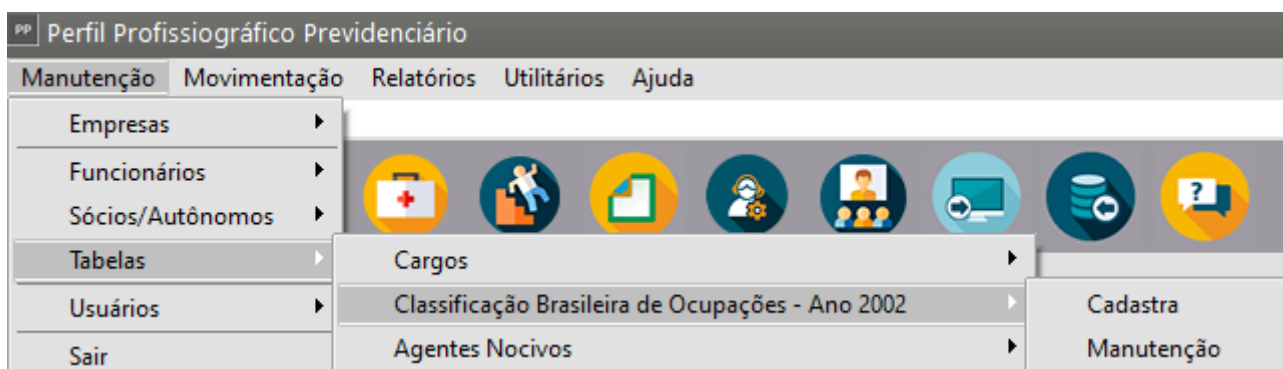 PP Perfil Profissiográfico Previdenciário
Manutenção Movimentação Relatórios Utilitários Ajuda
Empresas
Funcionários
Sócios/Autônomos
Tabelas
Usuários
Sair
Cargos
Classificação Brasileira de Ocupações - Ano 2002
Agentes Nocivos
Cadastra
Manutenção
?